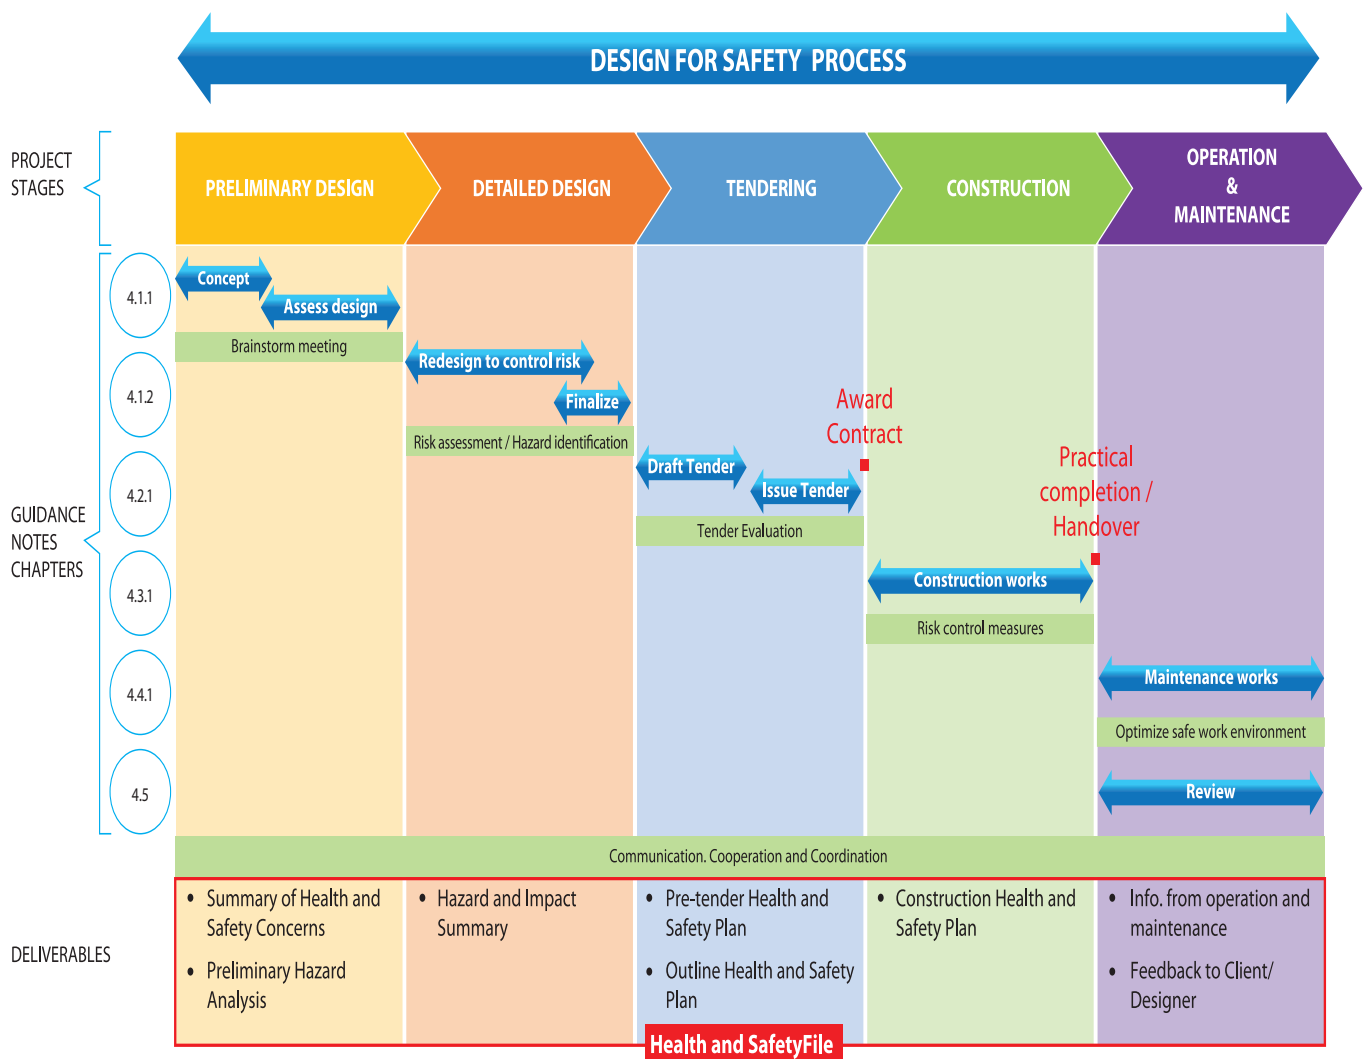 DESIGN FOR SAFETY PROCESS
PROJECT
STAGES
PRELIMINARY DESIGN
DETAILED DESIGN
TENDERING
CONSTRUCTION
OPERATION
&
MAINTENANCE
GUIDANCE
NOTES
CHAPTERS
4.1.1
4.1.2
4.2.1
4.3.1
4.4.1
4.5
Concept
Assess design
Brainstorm meeting
Redesign to control risk
Finalize
Risk assessment / Hazard identification
Draft Tender
Issue Tender
Tender Evaluation
Award
Contract
Construction works
Risk control measures
Practical
completion /
Handover
Maintenance works
Optimize safe work environment
Review
Communication. Cooperation and Coordination
DELIVERABLES
• Summary of Health and
Safety Concerns
• Preliminary Hazard
Analysis
• Hazard and Impact
Summary
• Pre-tender Health and
Safety Plan
• Outline Health and Safety
Plan
• Construction Health and
Safety Plan
• Info. from operation and
maintenance
• Feedback to Client/
Designer
Health and SafetyFile